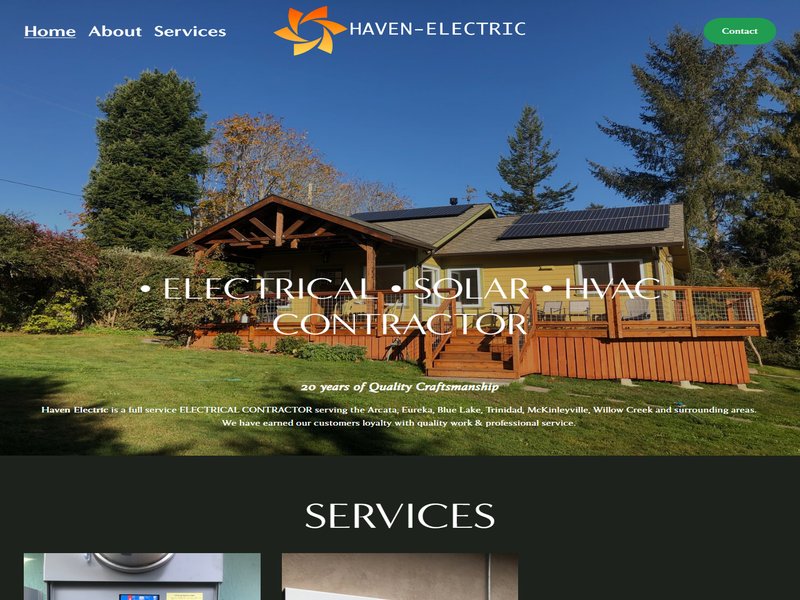 Home About Services
HAVEN-ELECTRIC
Contact
• ELECTRICAL • SOLAR • HVAC
CONTRACTOR
20 years of Quality Craftsmanship
Haven Electric is a full service ELECTRICAL CONTRACTOR serving the Arcata, Eureka, Blue Lake, Trinidad, McKinleyville, Willow Creek and surrounding areas.
We have earned our customers loyalty with quality work & professional service.
SERVICES